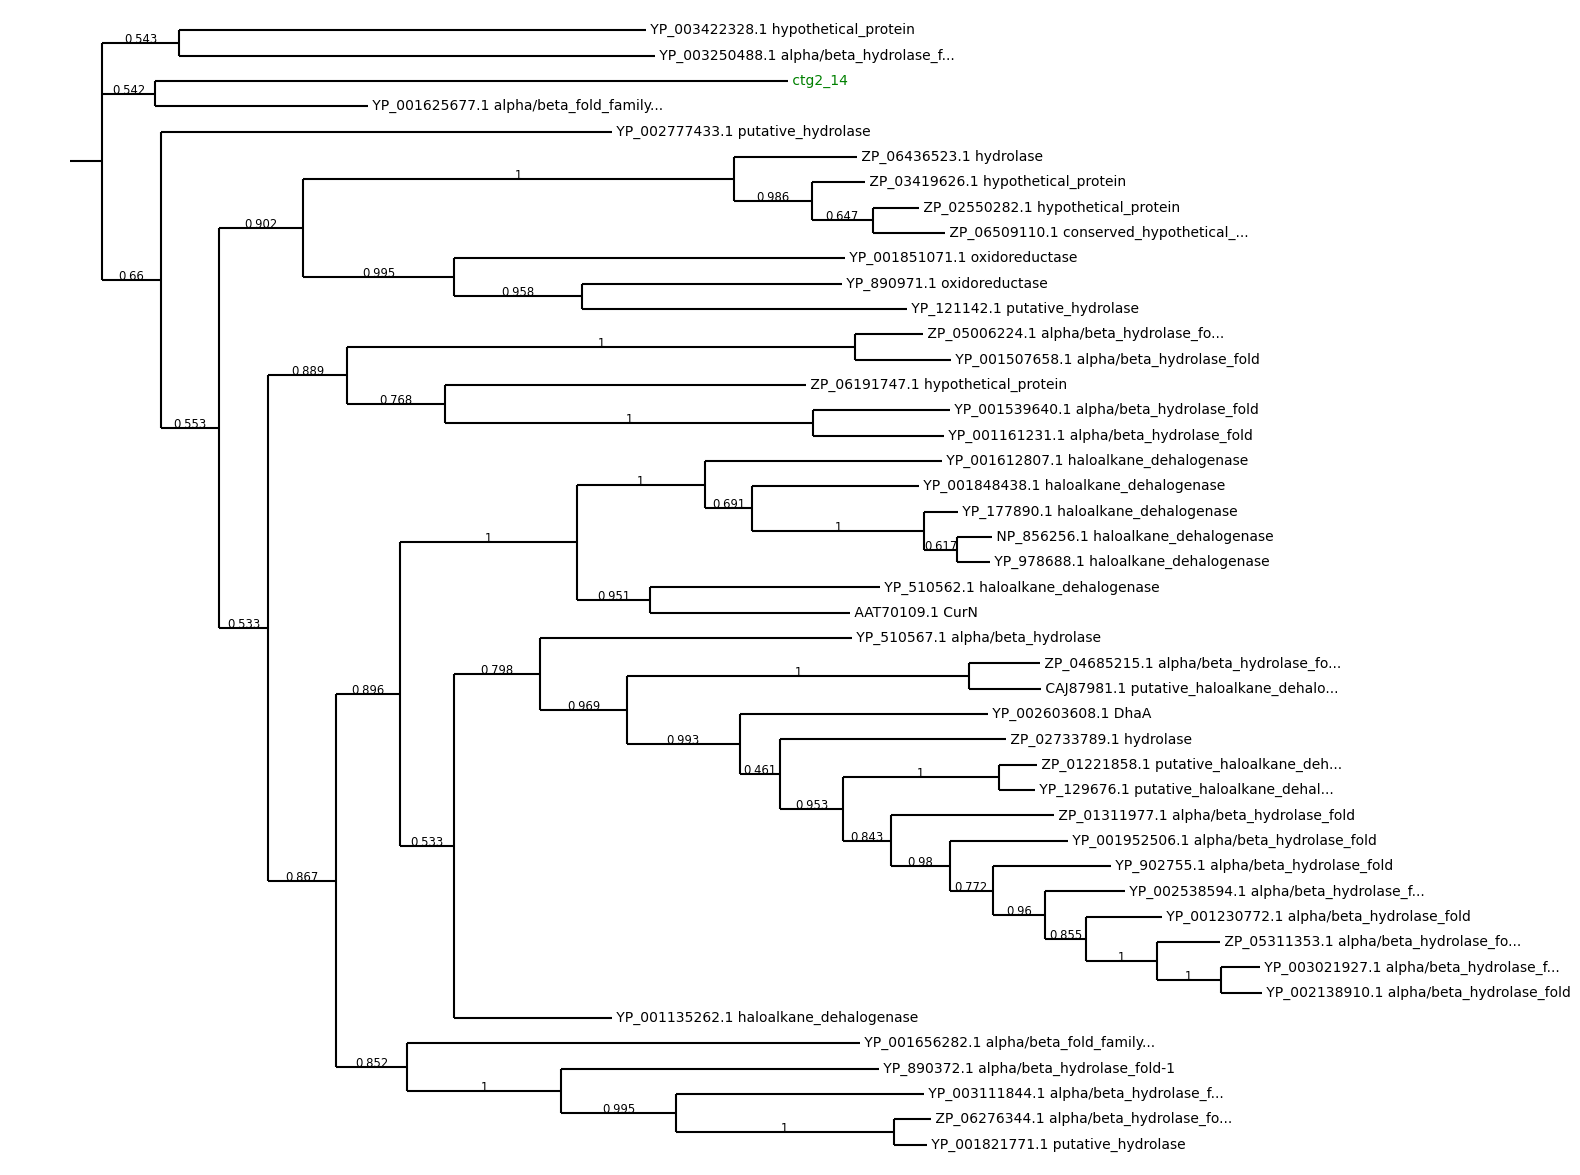 YP_003422328.1 hypothetical_protein
0.543
YP_003250488.1 alpha/beta_hydrolase_f...
ctg2_14
0.542
YP_001625677.1 alpha/beta_fold_family...
YP_002777433.1 putative_hydrolase
ZP_06436523.1 hydrolase
1
ZP_03419626.1 hypothetical_protein
0.986
ZP_02550282.1 hypothetical_protein
0.647
0.902
ZP_06509110.1 conserved_hypothetical_...
YP_001851071.1 oxidoreductase
0.66
0.995
YP_890971.1 oxidoreductase
0.958
YP_121142.1 putative_hydrolase
ZP_05006224.1 alpha/beta_hydrolase_fo...
1
YP_001507658.1 alpha/beta_hydrolase_fold
0.889
ZP_06191747.1 hypothetical_protein
0.768
YP_001539640.1 alpha/beta_hydrolase_fold
0.553
1
YP_001161231.1 alpha/beta_hydrolase_fold
YP_001612807.1 haloalkane_dehalogenase
1
YP_001848438.1 haloalkane_dehalogenase
0.691
YP_177890.1 haloalkane_dehalogenase
1
NP_856256.1 haloalkane_dehalogenase
1
0.617
YP_978688.1 haloalkane_dehalogenase
YP_510562.1 haloalkane_dehalogenase
0.951
AAT70109.1 CurN
0.533
YP_510567.1 alpha/beta_hydrolase
ZP_04685215.1 alpha/beta_hydrolase_fo...
0.798
1
CAJ87981.1 putative_haloalkane_dehalo...
0.896
0.969
YP_002603608.1 DhaA
0.993
ZP_02733789.1 hydrolase
ZP_01221858.1 putative_haloalkane_deh...
0.461
1
YP_129676.1 putative_haloalkane_dehal...
0.953
ZP_01311977.1 alpha/beta_hydrolase_fold
0.843
YP_001952506.1 alpha/beta_hydrolase_fold
0.533
0.98
YP_902755.1 alpha/beta_hydrolase_fold
0.867
0.772
YP_002538594.1 alpha/beta_hydrolase_f...
0.96
YP_001230772.1 alpha/beta_hydrolase_fold
0.855
ZP_05311353.1 alpha/beta_hydrolase_fo...
1
YP_003021927.1 alpha/beta_hydrolase_f...
1
YP_002138910.1 alpha/beta_hydrolase_fold
YP_001135262.1 haloalkane_dehalogenase
YP_001656282.1 alpha/beta_fold_family...
0.852
YP_890372.1 alpha/beta_hydrolase_fold-1
1
YP_003111844.1 alpha/beta_hydrolase_f...
0.995
ZP_06276344.1 alpha/beta_hydrolase_fo...
1
YP_001821771.1 putative_hydrolase